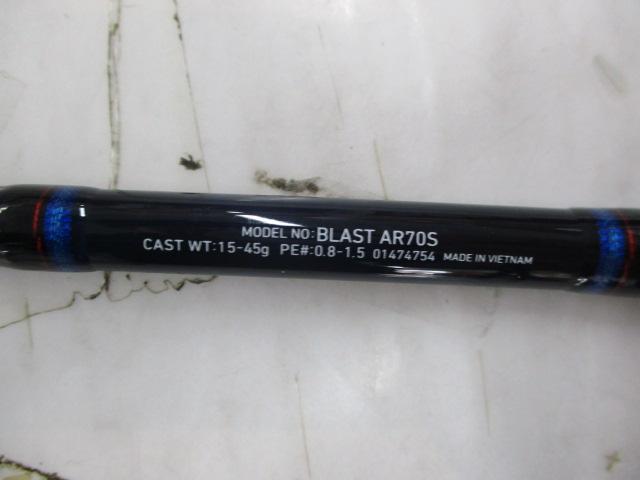 MODEL NO:BLAST AR70S
CAST WT:15-45g PE#:0.8-1.5 01474754 MADE IN VIETNAM